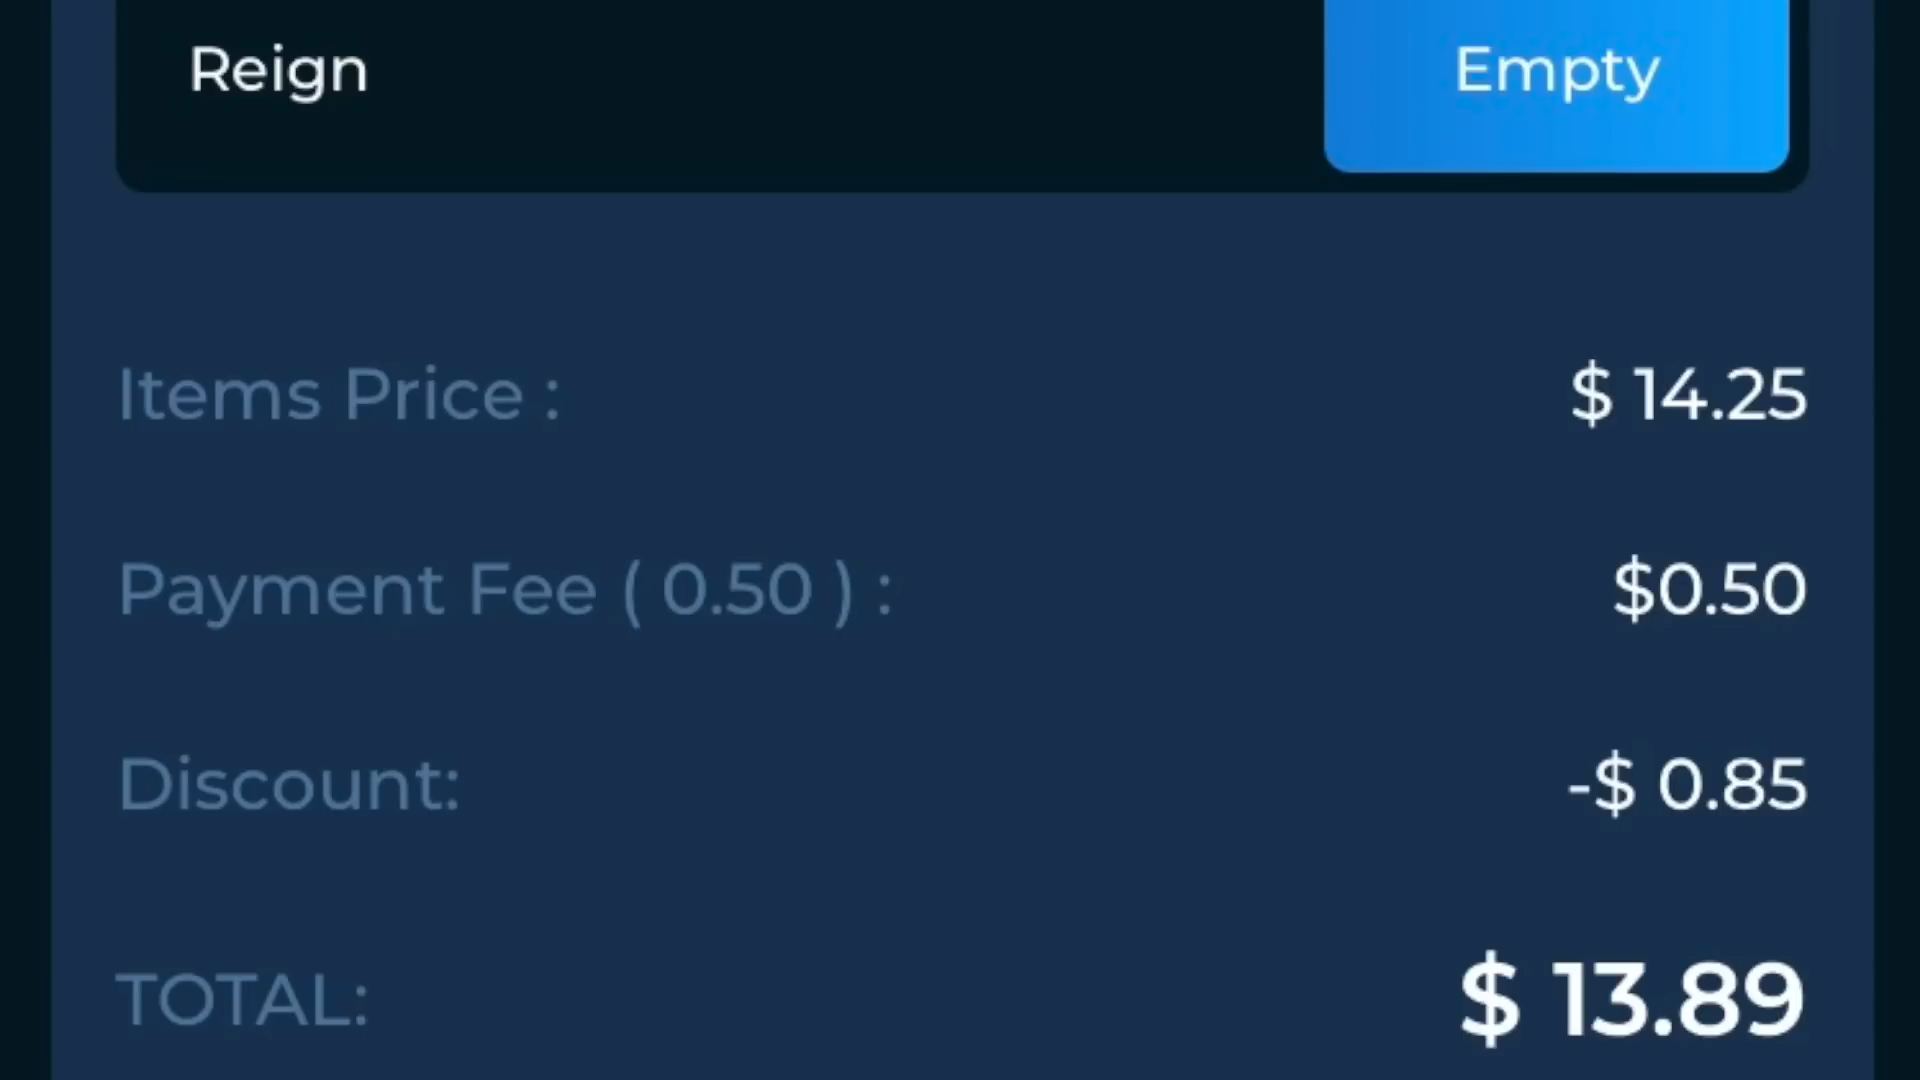 Reign Empty
Items Price : $ 14.25
Payment Fee ( 0.50 ) : $0.50
Discount: -$ 0.85
TOTAL: $ 13.89